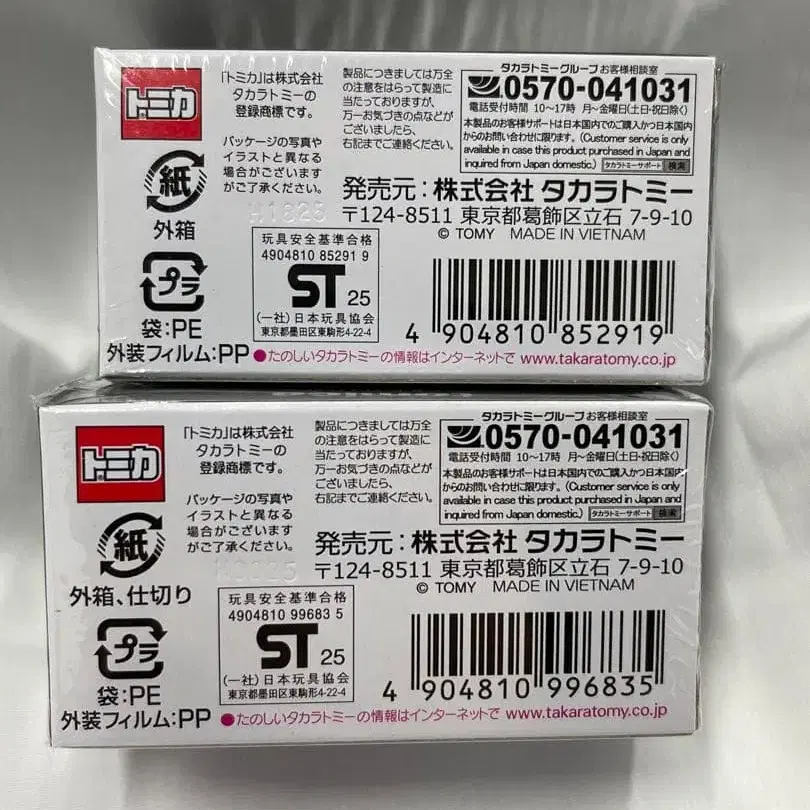 トミカ
「トミカ」は株式会社
タカラトミーの
登録商標です。
パッケージの写真や
イラストと異なる
場合がございます
がご了承ください。
製品につきましては万全
の注意をはらって製造に
当たっておりますが、
万一お気づきの点などが
ございましたら、
右記までご連絡ください。
タカラトミーグループお客様相談室
0570-041031
電話受付時間 10~17時 月~金曜日(土・日・祝日除く)
本製品のお客様サポートは日本国内でのご購入かつ日本国内
からのお問い合わせに限ります。(Customer service is only
available in case this product purchased in Japan and
inquired from Japan domestic.) タカラトミーサポート 検索
発売元:株式会社 タカラトミー
〒124-8511 東京都葛飾区立石 7-9-10
© TOMY MADE IN VIETNAM
紙
外箱
プラ
袋:PE
外装フィルム:PP
玩具安全基準合格
4904810 85291 9
ST 25
(一社)日本玩具協会
東京都墨田区東駒形4-22-4
4 904810 852919
●たのしいタカラトミーの情報はインターネットで www.takaratomy.co.jp
トミカ
「トミカ」は株式会社
タカラトミーの
登録商標です。
パッケージの写真や
イラストと異なる
場合がございます
がご了承ください。
製品につきましては万全
の注意をはらって製造に
当たっておりますが、
万一お気づきの点などが
ございましたら、
右記までご連絡ください。
タカラトミーグループお客様相談室
0570-041031
電話受付時間 10~17時 月~金曜日(土・日・祝日除く)
本製品のお客様サポートは日本国内でのご購入かつ日本国内
からのお問い合わせに限ります。(Customer service is only
available in case this product purchased in Japan and
inquired from Japan domestic.) タカラトミーサポート 検索
発売元:株式会社 タカラトミー
〒124-8511 東京都葛飾区立石 7-9-10
© TOMY MADE IN VIETNAM
紙
外箱、仕切り
プラ
袋:PE
外装フィルム:PP
玩具安全基準合格
4904810 99683 5
ST 25
(一社)日本玩具協会
東京都墨田区東駒形4-22-4
4 904810 996835
●たのしいタカラトミーの情報はインターネットで www.takaratomy.co.jp